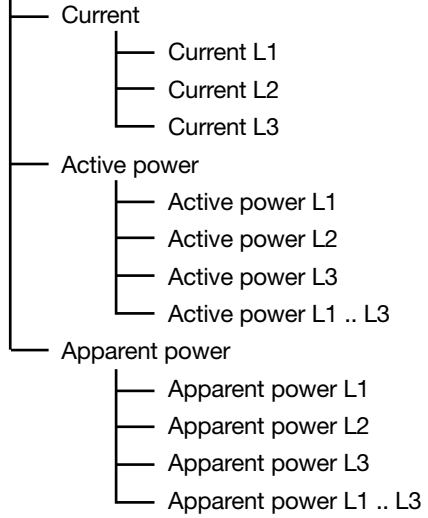 Current
Current L1
Current L2
Current L3
Active power
Active power L1
Active power L2
Active power L3
Active power L1 .. L3
Apparent power
Apparent power L1
Apparent power L2
Apparent power L3
Apparent power L1 .. L3